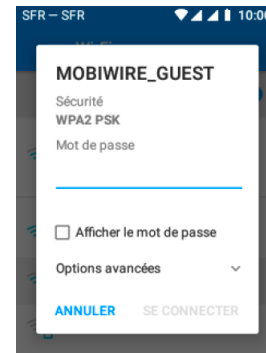 SFR — SFR 10:00
MOBIWIRE_GUEST
Sécurité
WPA2 PSK
Mot de passe
Afficher le mot de passe
Options avancées
ANNULER SE CONNECTER